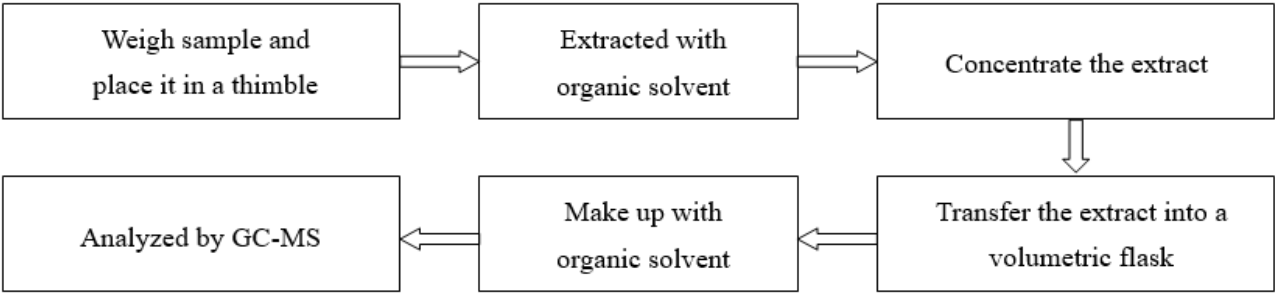 Weigh sample and
place it in a thimble
Extracted with
organic solvent
Concentrate the extract
Transfer the extract into a
volumetric flask
Make up with
organic solvent
Analyzed by GC-MS